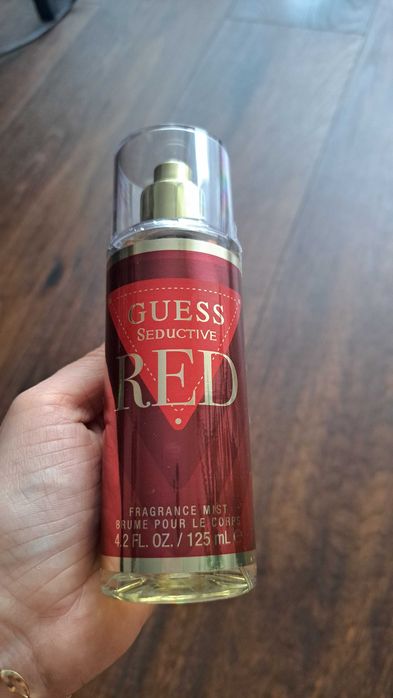 GUESS
SEDUCTIVE
RED
FRAGRANCE MIST
BRUME POUR LE CORPS
4.2 FL. OZ. / 125 mL e